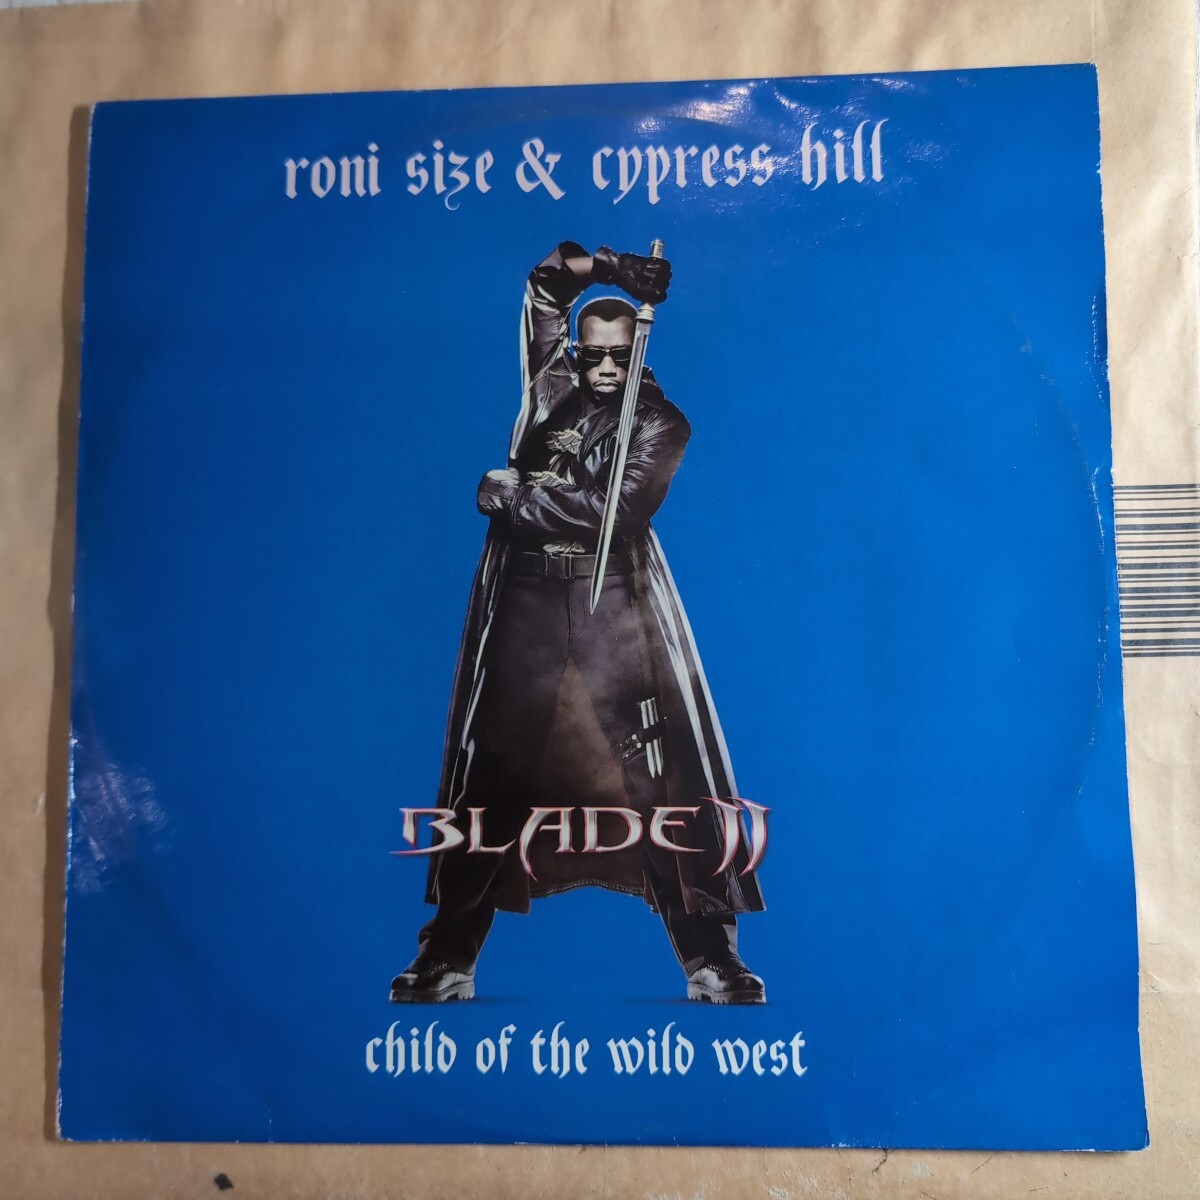 roni size & cypress hill
BLADE II
child of the wild west